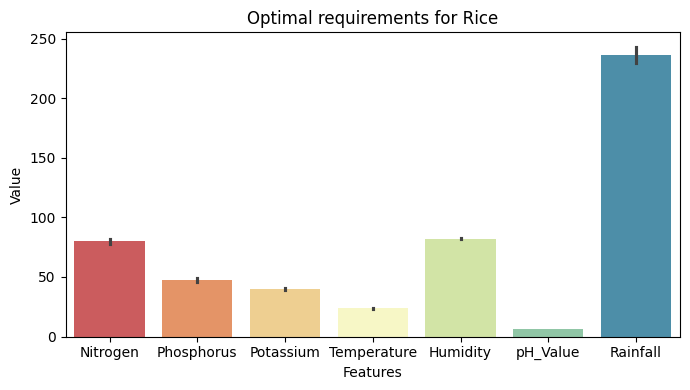 Optimal requirements for Rice
250
200
150
100
50
0
Value
Nitrogen Phosphorus Potassium Temperature Humidity pH_Value Rainfall
Features